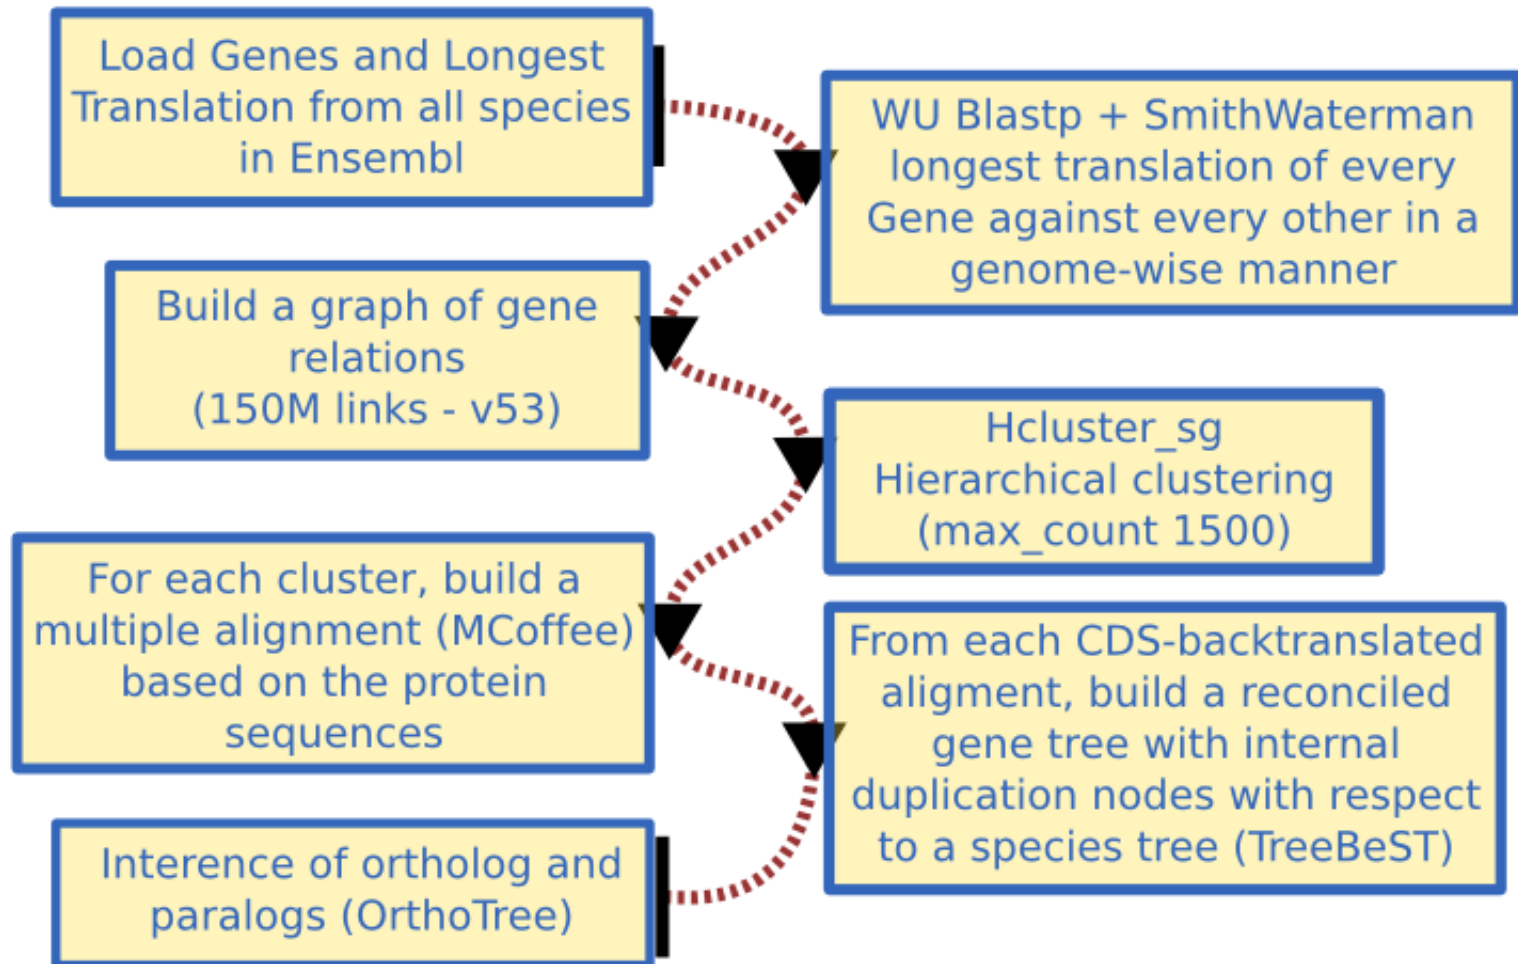 Load Genes and Longest
Translation from all species
in Ensembl
WU Blastp + SmithWaterman
longest translation of every
Gene against every other in a
genome-wise manner
Build a graph of gene
relations
(150M links - v53)
Hcluster_sg
Hierarchical clustering
(max_count 1500)
For each cluster, build a
multiple alignment (MCoffee)
based on the protein
sequences
From each CDS-backtranslated
aligment, build a reconciled
gene tree with internal
duplication nodes with respect
to a species tree (TreeBeST)
Interence of ortholog and
paralogs (OrthoTree)